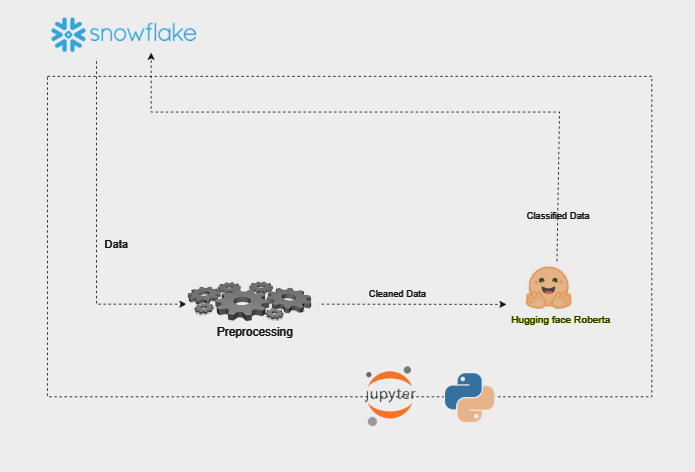 snowflake
Classified Data
Data
Cleaned Data
Hugging face Roberta
Preprocessing
jupyter